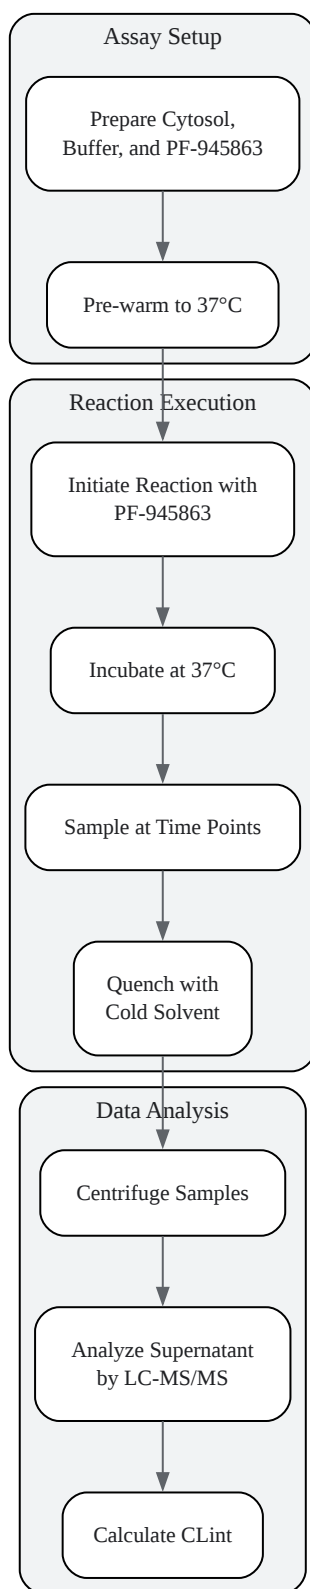 Assay Setup
Prepare Cytosol,
Buffer, and PF-945863
Pre-warm to 37°C
Reaction Execution
Initiate Reaction with
PF-945863
Incubate at 37°C
Sample at Time Points
Quench with
Cold Solvent
Data Analysis
Centrifuge Samples
Analyze Supernatant
by LC-MS/MS
Calculate CLint